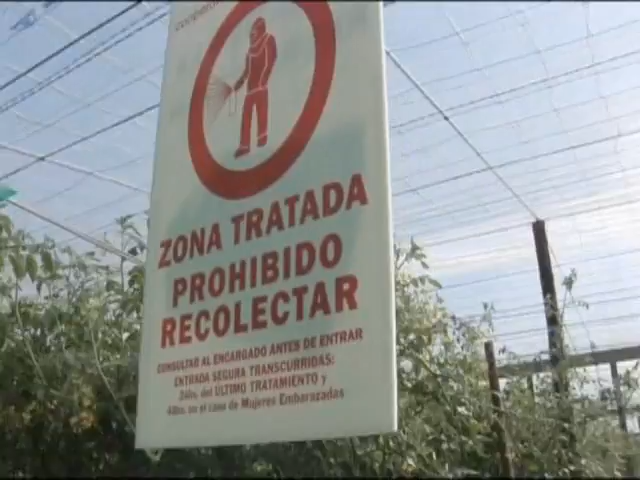 ZONA TRATADA
PROHIBIDO
RECOLECTAR
CONSULTAR AL ENCARGADO ANTES DE ENTRAR
ENTRADA SEGURA TRANSCURRIDAS:
24hs. del ÚLTIMO TRATAMIENTO y
48hs. en el caso de Mujeres Embarazadas